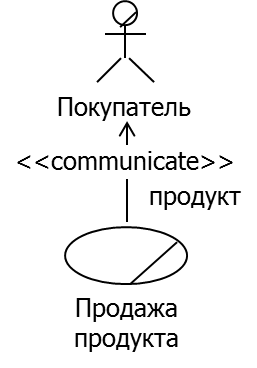 Покупатель
<<communicate>>
продукт
Продажа
продукта